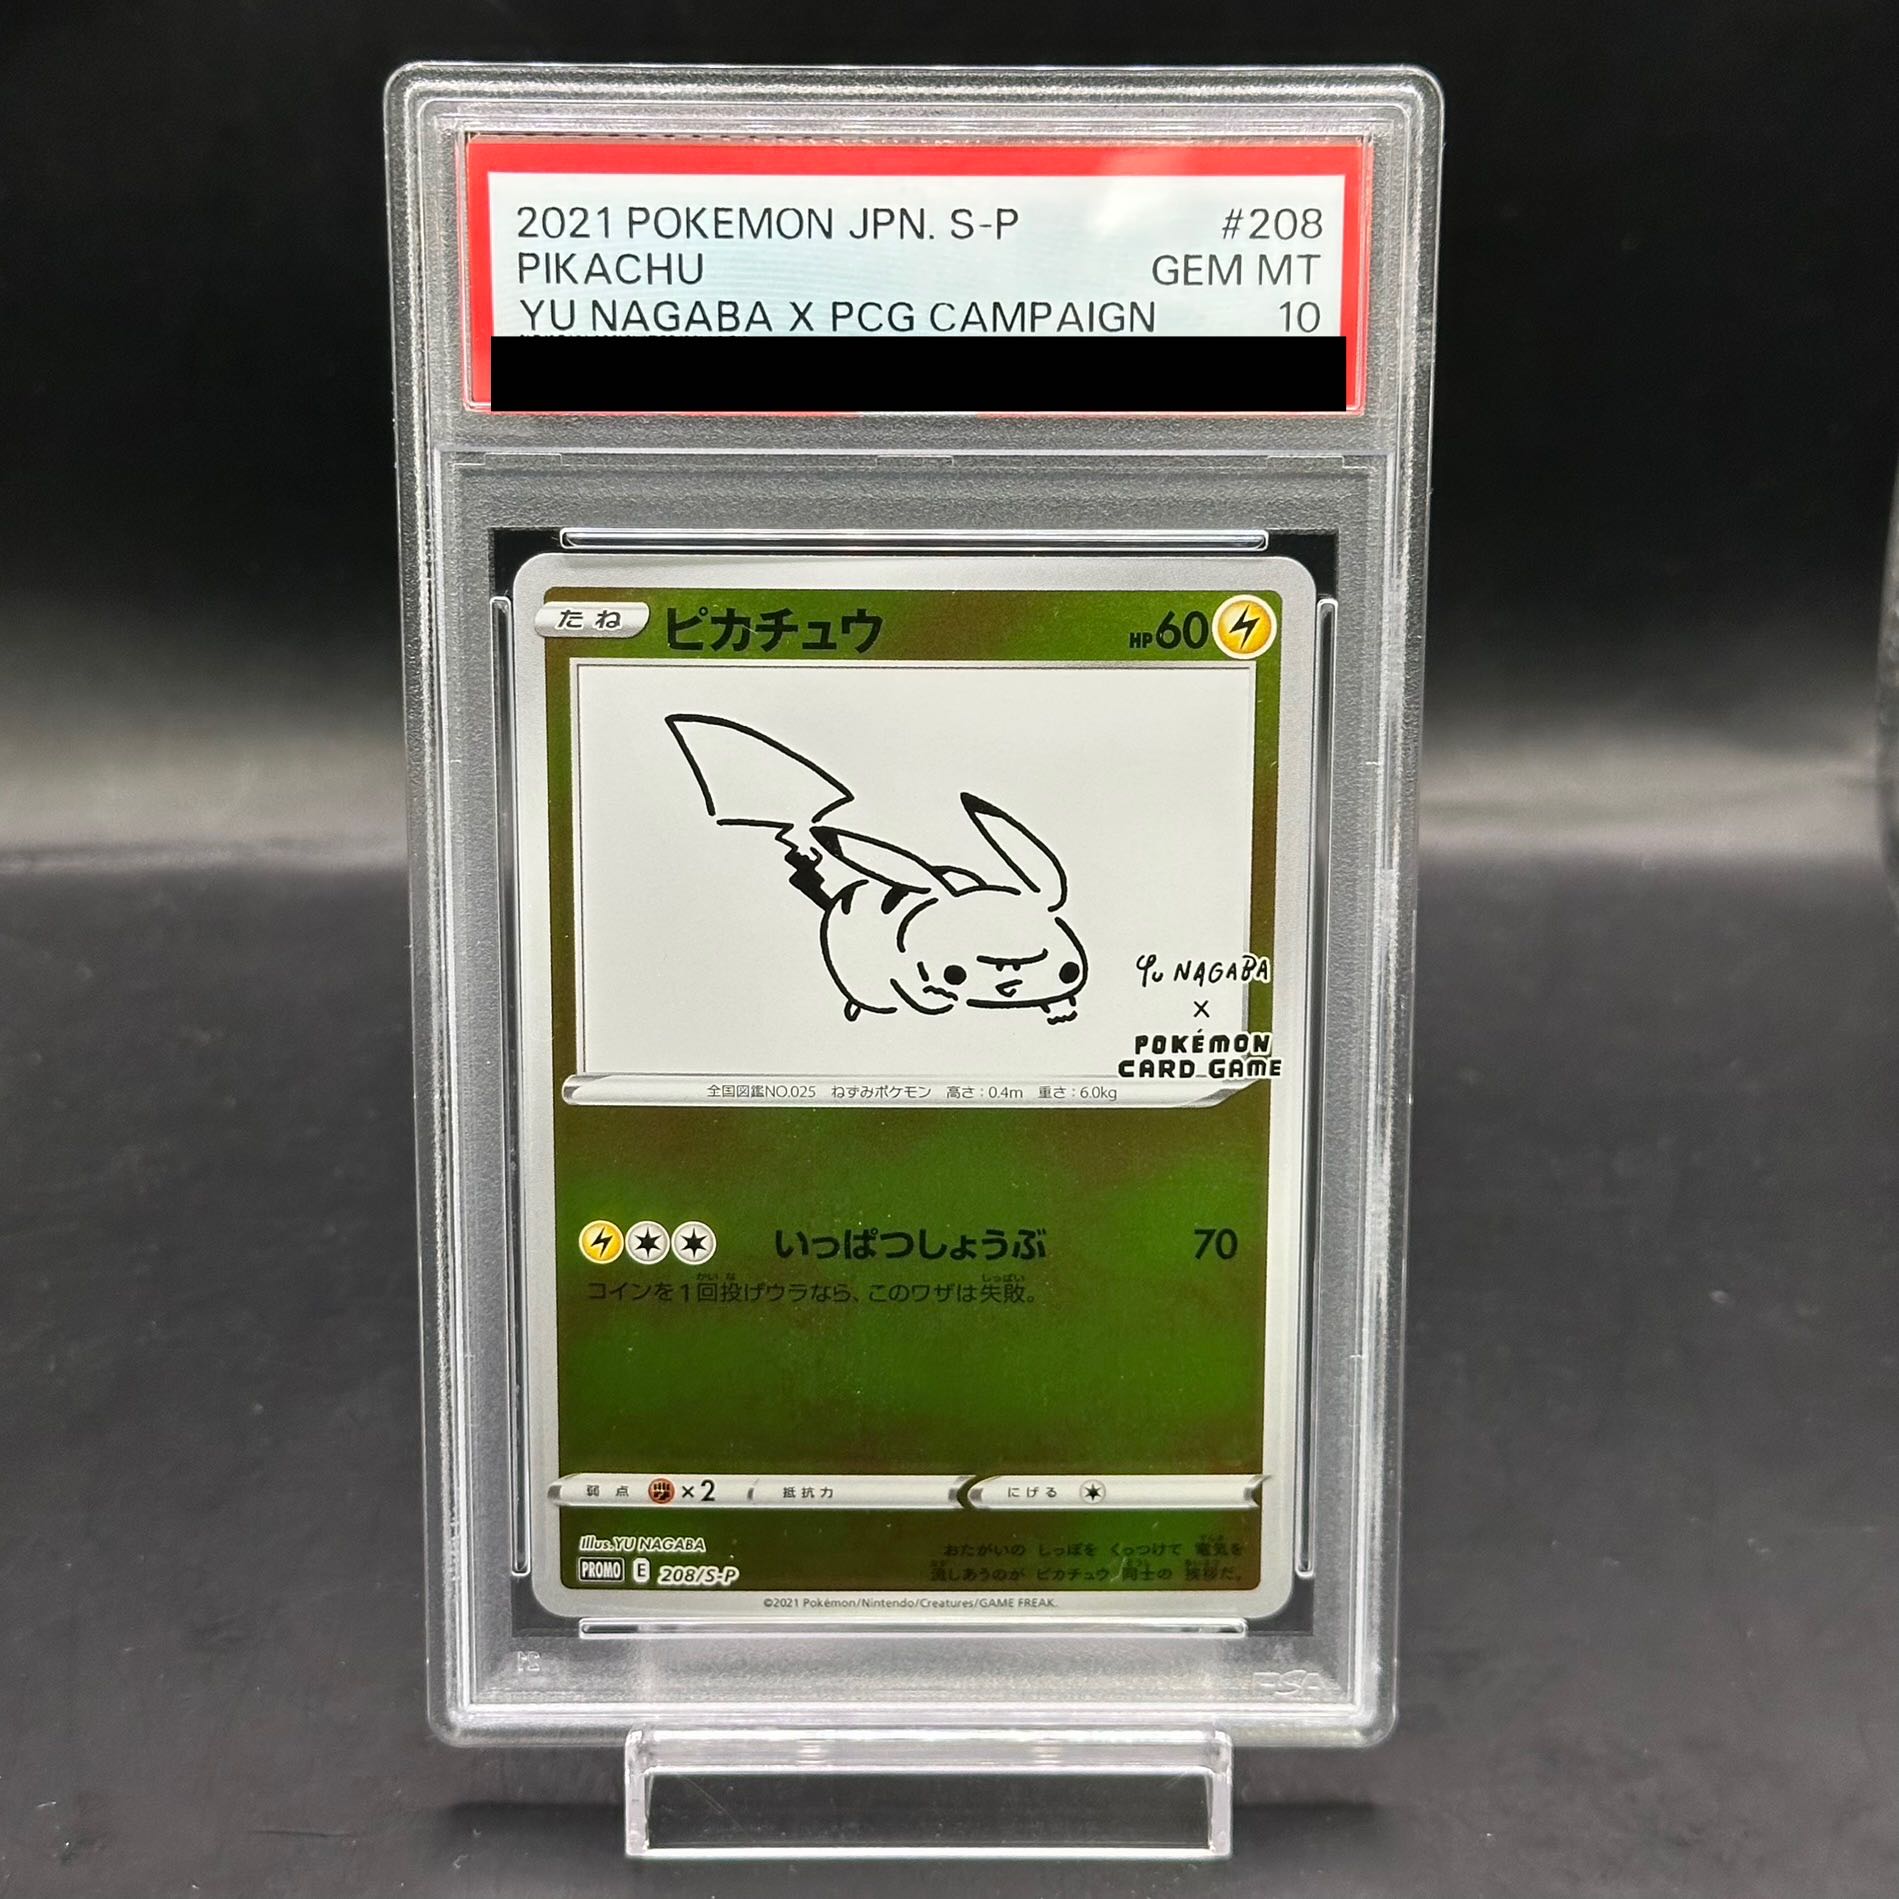 2021 POKEMON JPN. S-P #208
PIKACHU GEM MT
YU NAGABA X PCG CAMPAIGN 10
たね ピカチュウ HP60
YU NAGABA
×
POKÉMON
CARD GAME
全国図鑑NO.025 ねずみポケモン 高さ:0.4m 重さ:6.0kg
いっぱつしょうぶ 70
コインを1回投げウラなら、このワザは失敗。
弱点 ×2 抵抗力 にげる
Illus.YU NAGABA
PROMO E 208/S-P
おたがいの しっぽを くっつけて 電気を
流しあうのが ピカチュウ 同士の 挨拶だ。
©2021 Pokémon/Nintendo/Creatures/GAME FREAK.
PSA